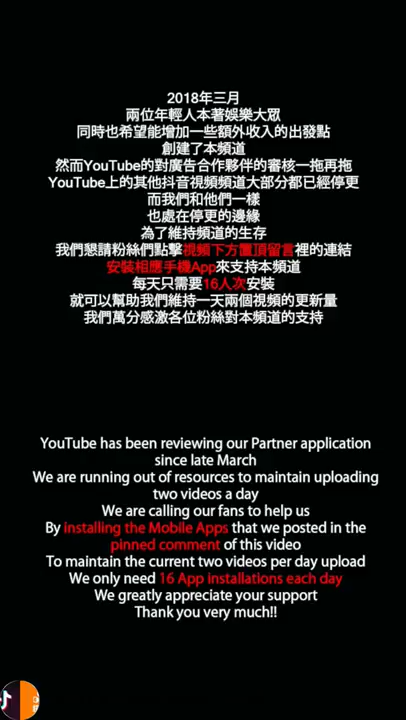 2018年三月
兩位年輕人本著娛樂大眾
同時也希望能增加一些額外收入的出發點
創建了本頻道
然而YouTube的對廣告合作夥伴的審核一拖再拖
YouTube上的其他抖音視頻頻道大部分都已經停更
而我們和他們一樣
也處在停更的邊緣
為了維持頻道的生存
我們懇請粉絲們點擊視頻下方置頂留言裡的連結
安裝相應手機App來支持本頻道
每天只需要16人次安裝
就可以幫助我們維持一天兩個視頻的更新量
我們萬分感激各位粉絲對本頻道的支持
YouTube has been reviewing our Partner application
since late March
We are running out of resources to maintain uploading
two videos a day
We are calling our fans to help us
By installing the Mobile Apps that we posted in the
pinned comment of this video
To maintain the current two videos per day upload
We only need 16 App installations each day
We greatly appreciate your support
Thank you very much!!